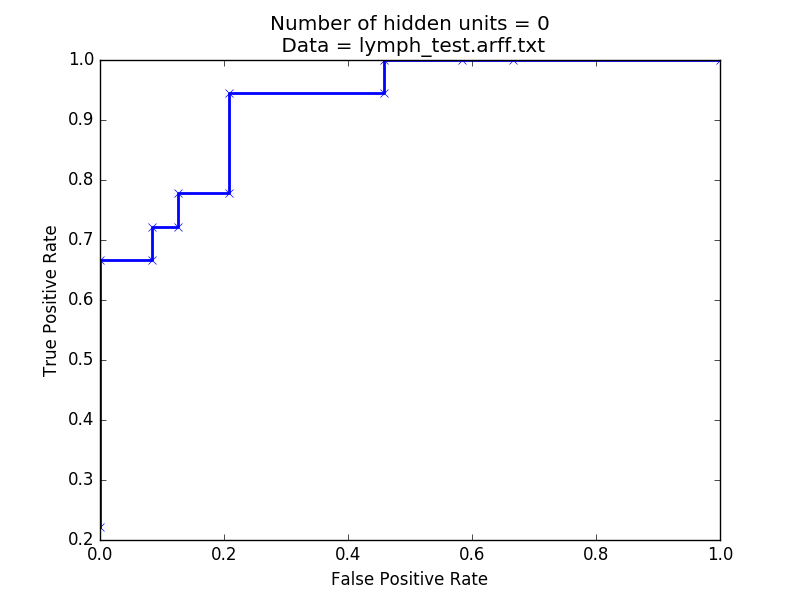 Number of hidden units = 0
Data = lymph_test.arff.txt
1.0
0.9
0.8
0.7
0.6
0.5
0.4
0.3
0.2
True Positive Rate
0.0 0.2 0.4 0.6 0.8 1.0
False Positive Rate